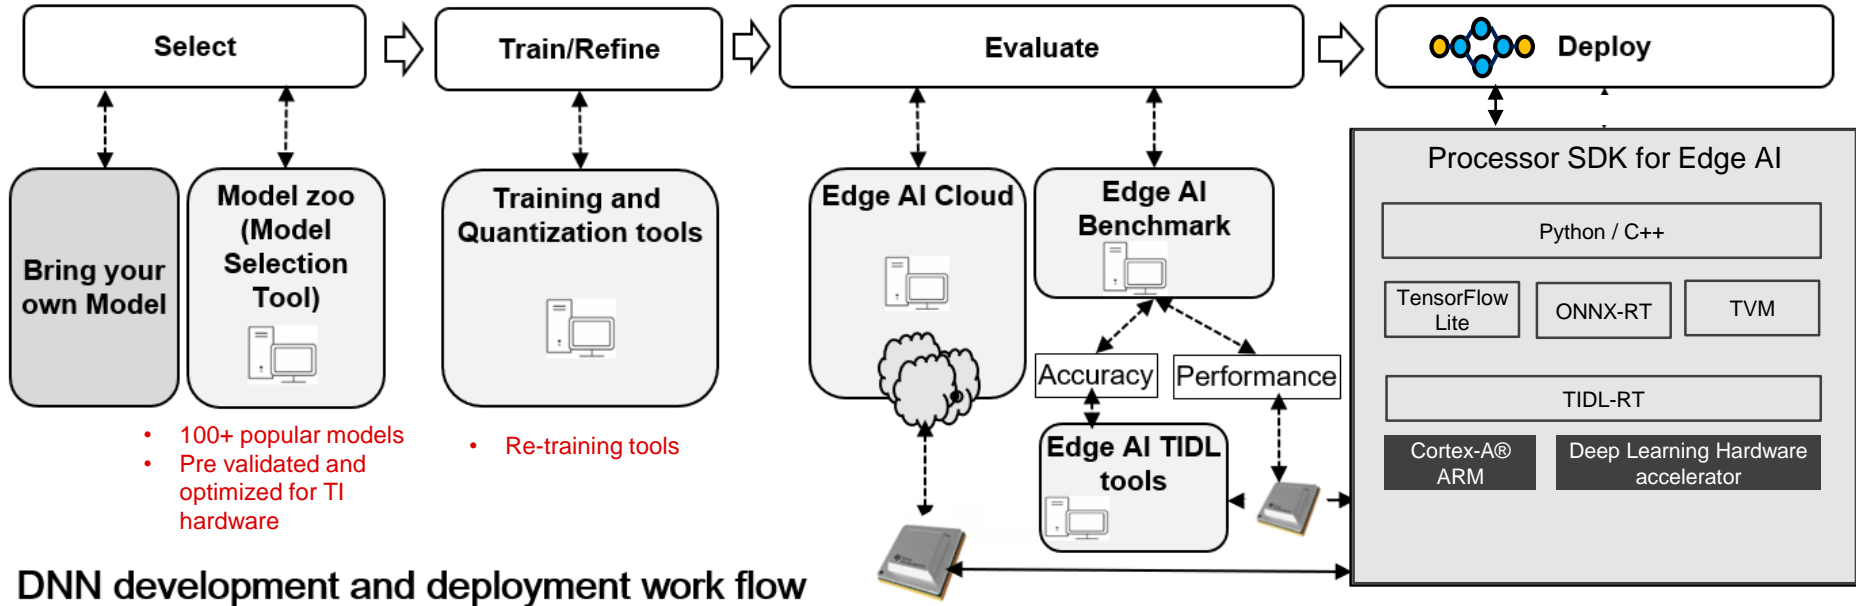 Select
Train/Refine
Evaluate
Deploy
Bring your
own Model
Model zoo
(Model
Selection
Tool)
Training and
Quantization tools
Edge AI Cloud
Edge AI
Benchmark
Accuracy
Performance
Edge AI TIDL
tools
Processor SDK for Edge AI
Python / C++
TensorFlow
Lite
ONNX-RT
TVM
TIDL-RT
Cortex-A®
ARM
Deep Learning Hardware
accelerator
• 100+ popular models
• Pre validated and
optimized for TI
hardware
• Re-training tools
DNN development and deployment work flow